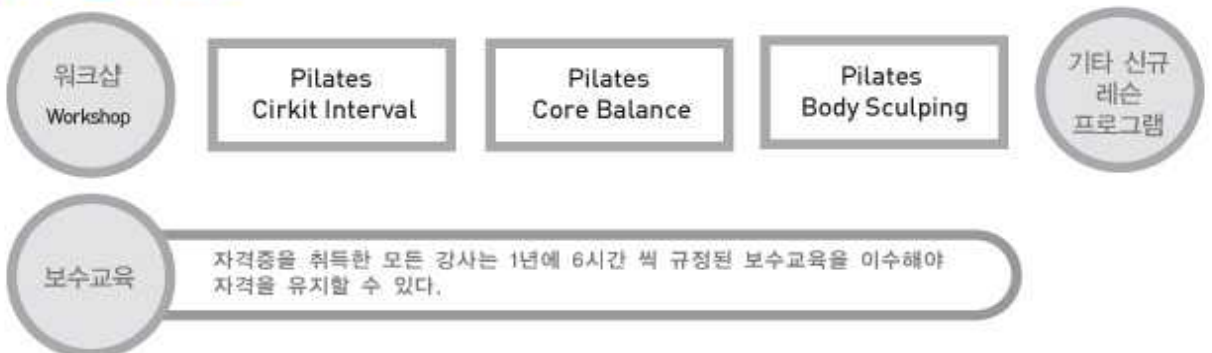 워크샵
Workshop
Pilates
Cirkit Interval
Pilates
Core Balance
Pilates
Body Sculping
기타 신규
레슨
프로그램
보수교육
자격증을 취득한 모든 강사는 1년에 6시간 씩 규정된 보수교육을 이수해야
자격을 유지할 수 있다.